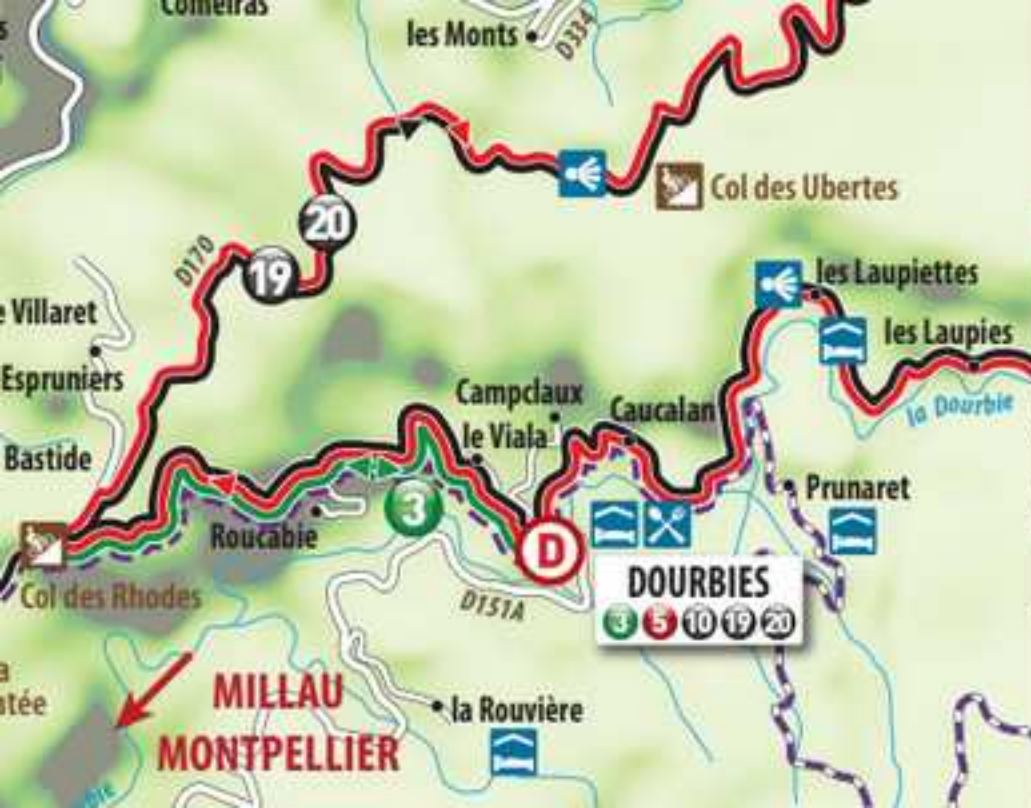 Comeiras
les Monts
D334
Col des Ubertes
20
D170
19
les Laupiettes
e Villaret
les Laupies
Espruniers
Campclaux
la Dourbie
Caucalan
le Viala
Bastide
Prunaret
3
Roucabie
D
Col des Rhodes
D151A
DOURBIES
3 5 10 19 20
MILLAU
MONTPELLIER
la Rouvière